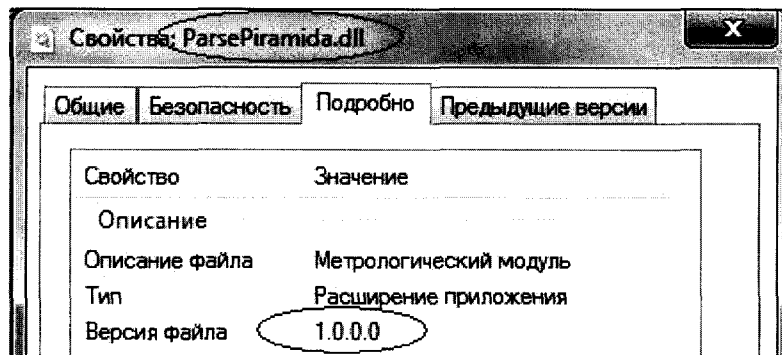 Свойства: ParsePiramida.dll
Общие Безопасность Подробно Предыдущие версии
Свойство Значение
Описание
Описание файла Метрологический модуль
Тип Расширение приложения
Версия файла 1.0.0.0